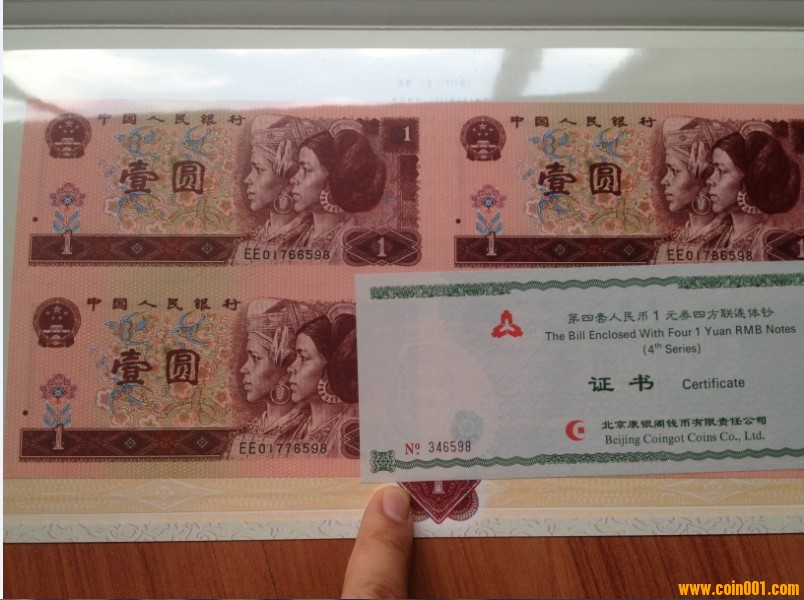 中国人民银行
1
壹圆
1
EE01766598
1
中国人民银行
壹圆
1
EE01786598
1
中国人民银行
壹圆
1
EE01776598
第四套人民币1元券四方联连体钞
The Bill Enclosed With Four 1 Yuan RMB Notes
(4th Series)
证书 Certificate
北京康银阁钱币有限责任公司
Beijing Coingot Coins Co., Ltd.
Nº. 346598
1
www.coin001.com